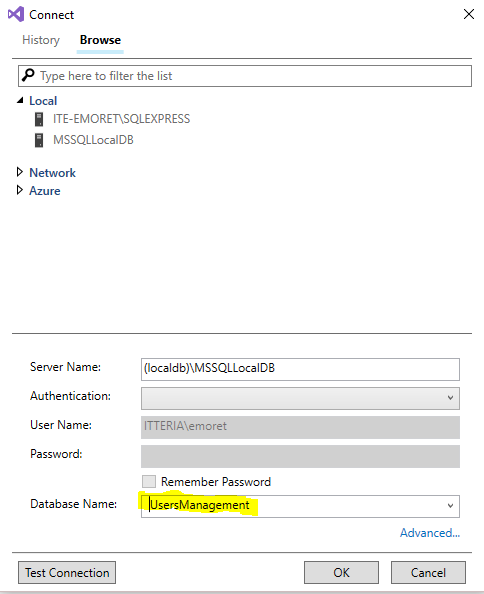 Connect
History Browse
Type here to filter the list
Local
ITE-EMORET\SQLEXPRESS
MSSQLLocalDB
Network
Azure
Server Name: (localdb)\MSSQLLocalDB
Authentication:
User Name: ITTERIA\emoret
Password:
Remember Password
Database Name: UsersManagement
Advanced...
Test Connection OK Cancel